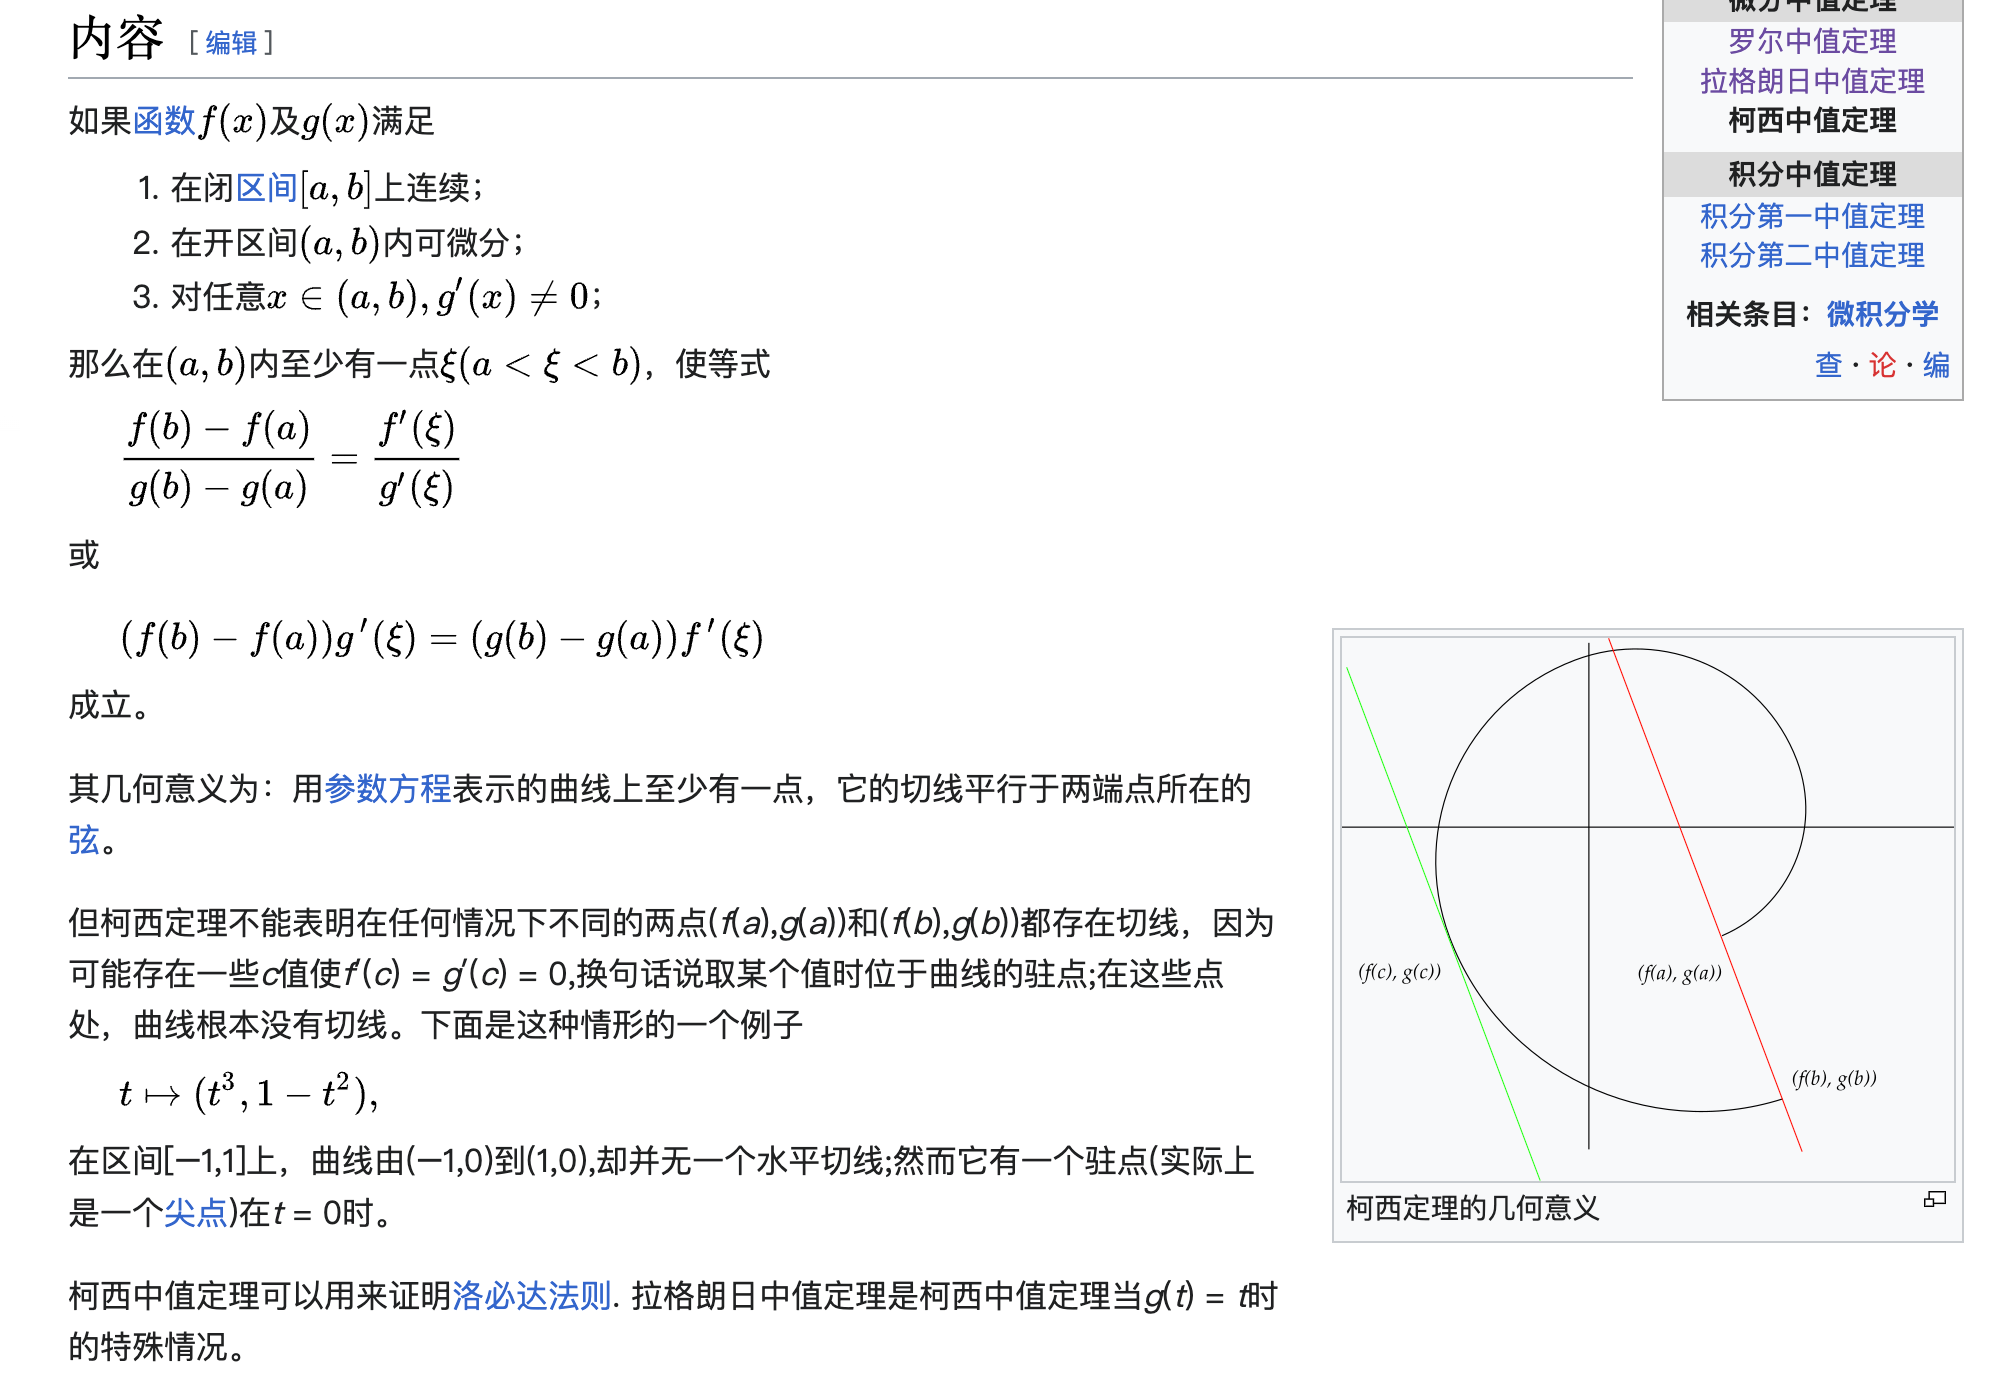 内容 [ 编辑 ]
如果函数f(x)及g(x)满足
1. 在闭区间[a, b]上连续；
2. 在开区间(a, b)内可微分；
3. 对任意x ∈ (a, b), g′(x) ≠ 0；
那么在(a, b)内至少有一点ξ(a < ξ < b)，使等式
f(b) − f(a) / g(b) − g(a) = f′(ξ) / g′(ξ)
或
(f(b) − f(a))g′(ξ) = (g(b) − g(a))f′(ξ)
成立。
其几何意义为：用参数方程表示的曲线上至少有一点，它的切线平行于两端点所在的
弦。
但柯西定理不能表明在任何情况下不同的两点(f(a),g(a))和(f(b),g(b))都存在切线，因为
可能存在一些c值使f′(c) = g′(c) = 0,换句话说取某个值时位于曲线的驻点;在这些点
处，曲线根本没有切线。下面是这种情形的一个例子
t ↦ (t³, 1 − t²),
在区间[−1,1]上，曲线由(−1,0)到(1,0),却并无一个水平切线;然而它有一个驻点(实际上
是一个尖点)在t = 0时。
柯西中值定理可以用来证明洛必达法则. 拉格朗日中值定理是柯西中值定理当g(t) = t时
的特殊情况。
微分中值定理
罗尔中值定理
拉格朗日中值定理
柯西中值定理
积分中值定理
积分第一中值定理
积分第二中值定理
相关条目：微积分学
查·论·编
(f(c), g(c))
(f(a), g(a))
(f(b), g(b))
柯西定理的几何意义